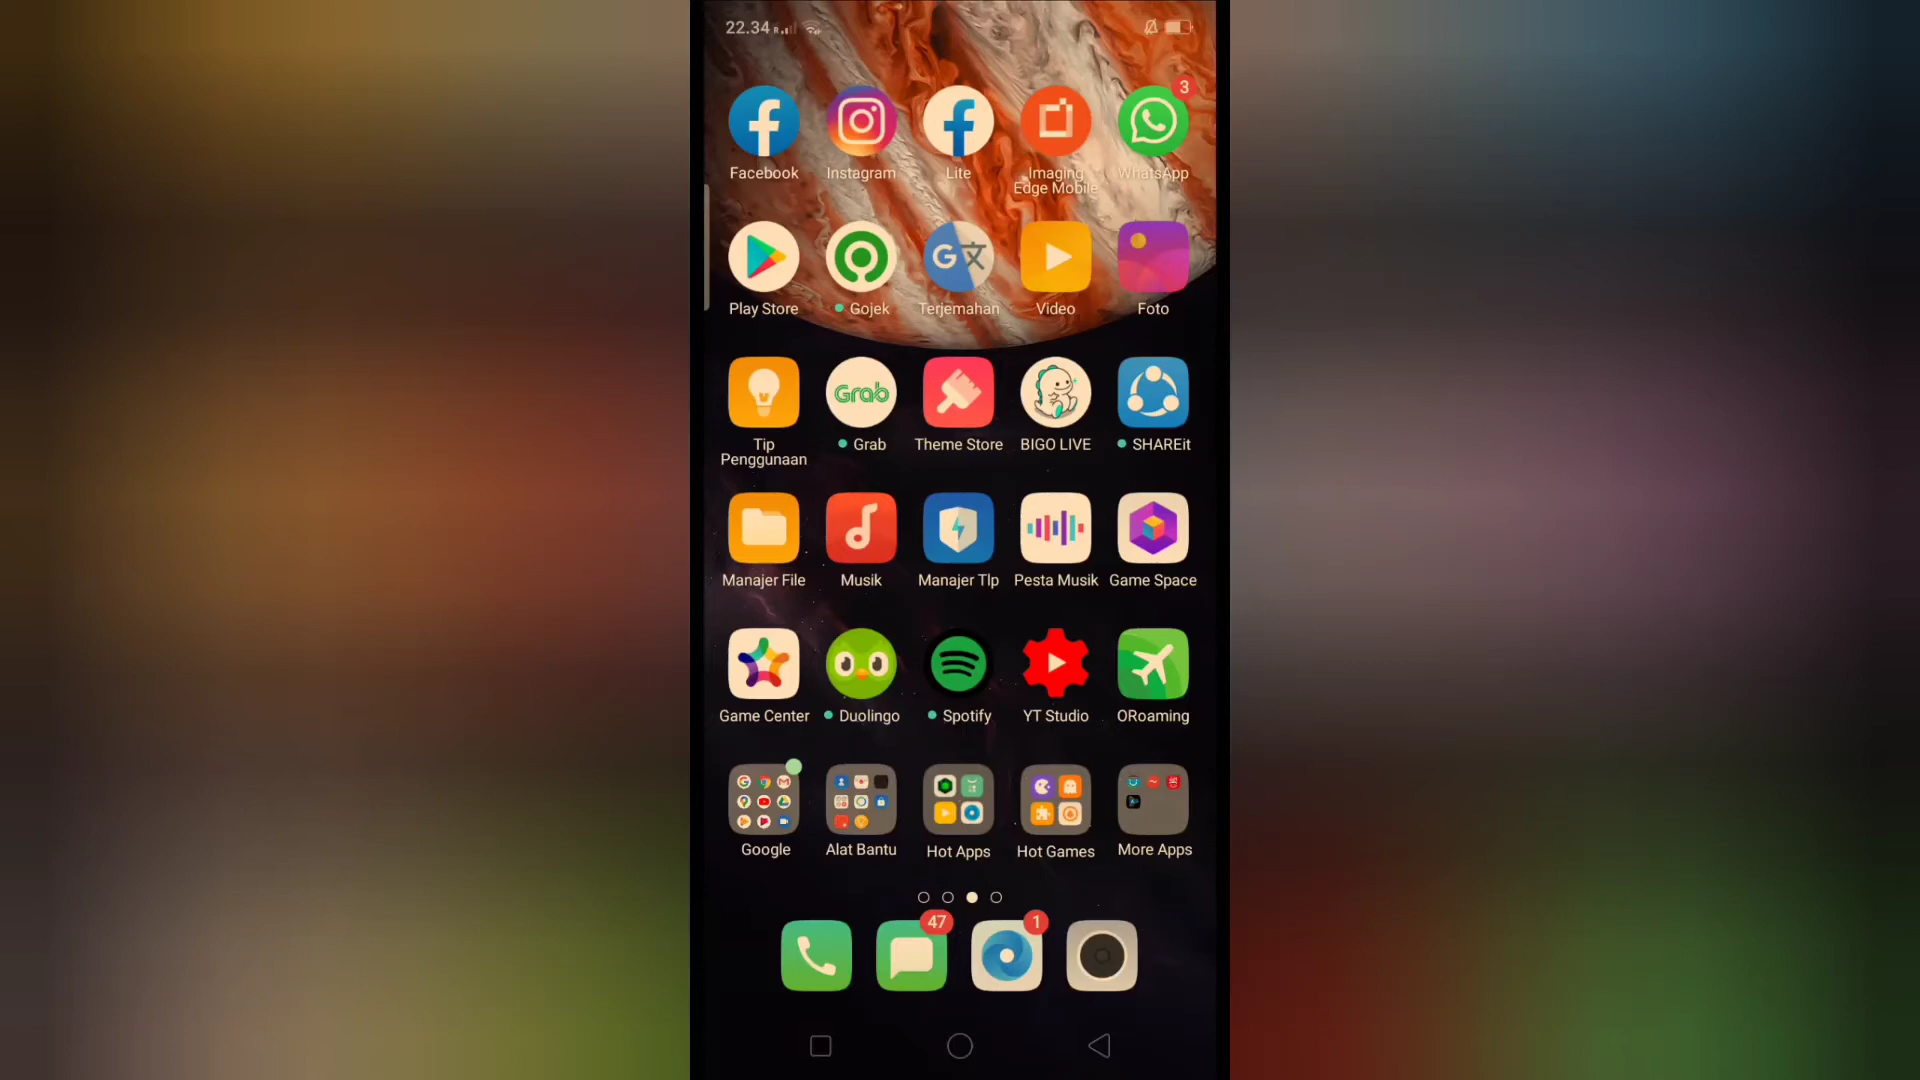 22.34
3
Facebook
Instagram
Lite
Imaging
Edge Mobile
WhatsApp
Play Store
Gojek
Terjemahan
Video
Foto
Grab
Tip
Penggunaan
Grab
Theme Store
BIGO LIVE
SHAREit
Manajer File
Musik
Manajer Tlp
Pesta Musik
Game Space
Game Center
Duolingo
Spotify
YT Studio
ORoaming
Google
Alat Bantu
Hot Apps
Hot Games
More Apps
47
1